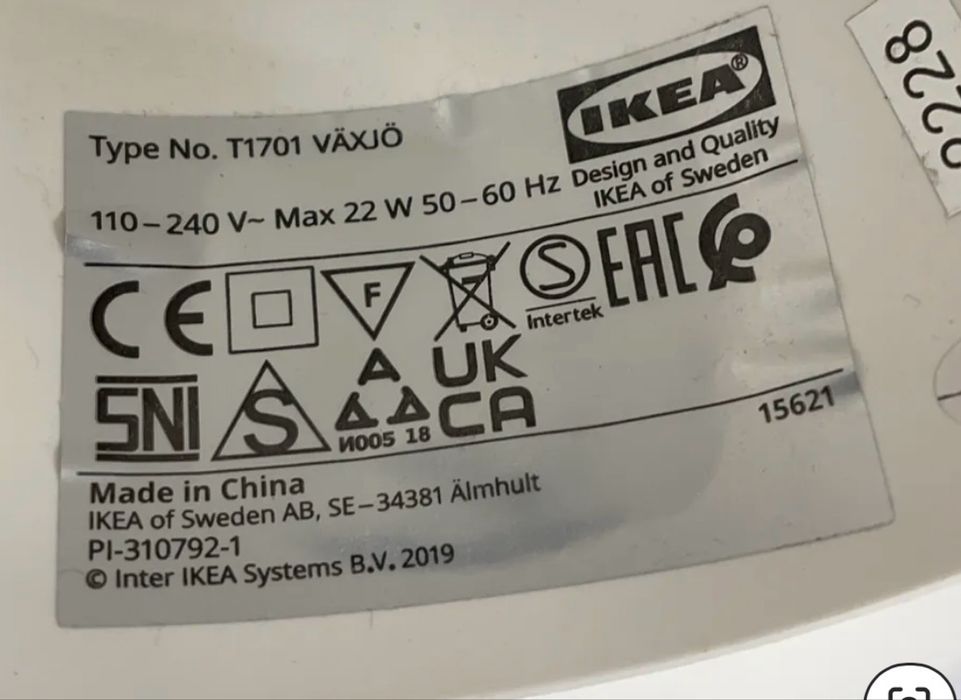 IKEA®
Design and Quality
IKEA of Sweden
Type No. T1701 VÄXJÖ
110–240 V~ Max 22 W 50–60 Hz
CE F S Intertek EAC
SNI S A UK CA
И005 18
15621
Made in China
IKEA of Sweden AB, SE–34381 Älmhult
PI-310792-1
© Inter IKEA Systems B.V. 2019